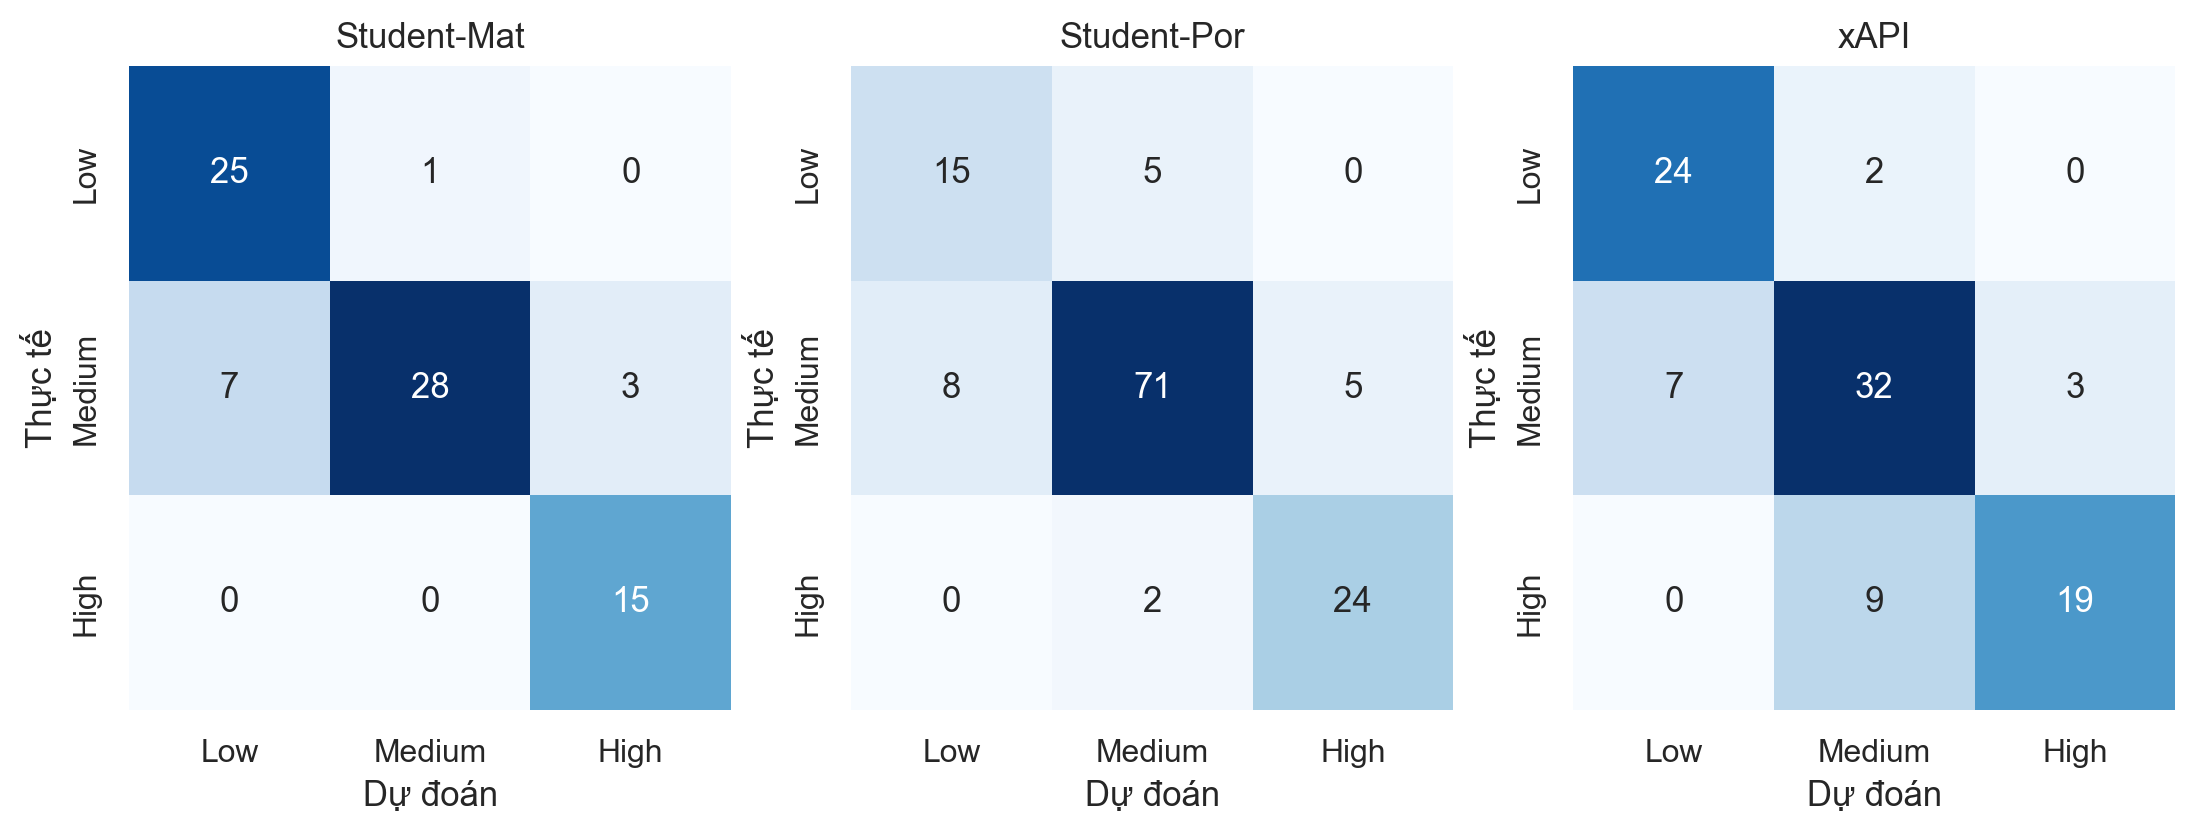 Student-Mat
Thực tế
Low
25 1 0
Medium
7 28 3
High
0 0 15
Low Medium High
Dự đoán
Student-Por
Thực tế
Low
15 5 0
Medium
8 71 5
High
0 2 24
Low Medium High
Dự đoán
xAPI
Thực tế
Low
24 2 0
Medium
7 32 3
High
0 9 19
Low Medium High
Dự đoán